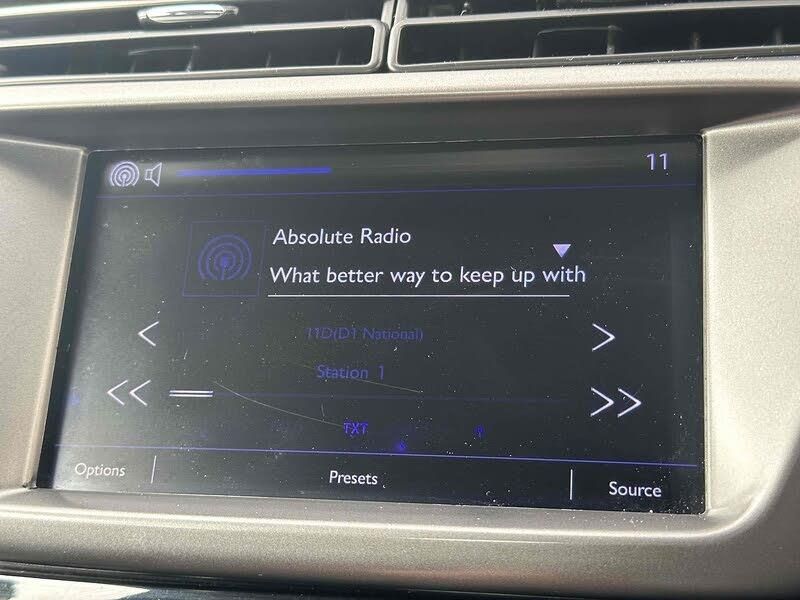 11
Absolute Radio
What better way to keep up with
11D(D1 National)
Station 1
TXT
Options
Presets
Source